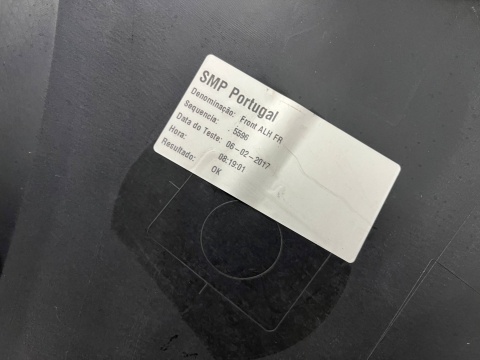 SMP Portugal
Denominação: Front ALH FR
Sequencia: . 5596
Data do Teste: 06-02-2017
Hora: 08:19:01
Resultado: OK